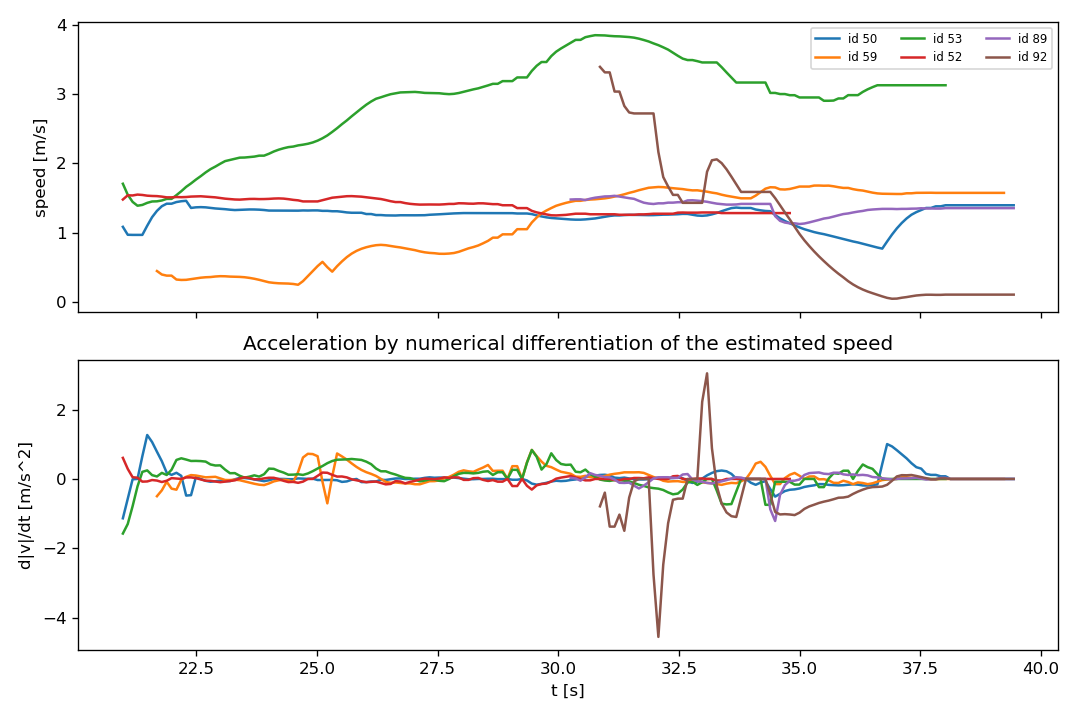 4
3
2
1
0
speed [m/s]
id 50 id 53 id 89
id 59 id 52 id 92
Acceleration by numerical differentiation of the estimated speed
2
0
−2
−4
d|v|/dt [m/s^2]
22.5 25.0 27.5 30.0 32.5 35.0 37.5 40.0
t [s]